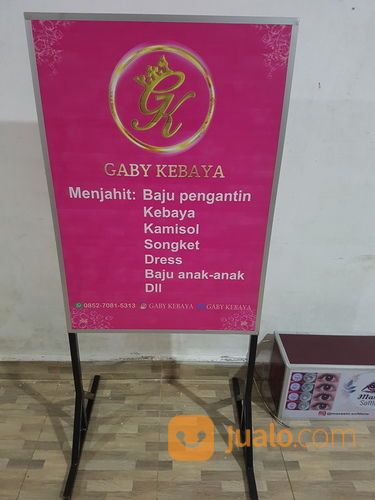 GK
GABY KEBAYA
Menjahit: Baju pengantin
Kebaya
Kamisol
Songket
Dress
Baju anak-anak
Dll
0852-7081-5313 GABY KEBAYA GABY KEBAYA
jualo.com